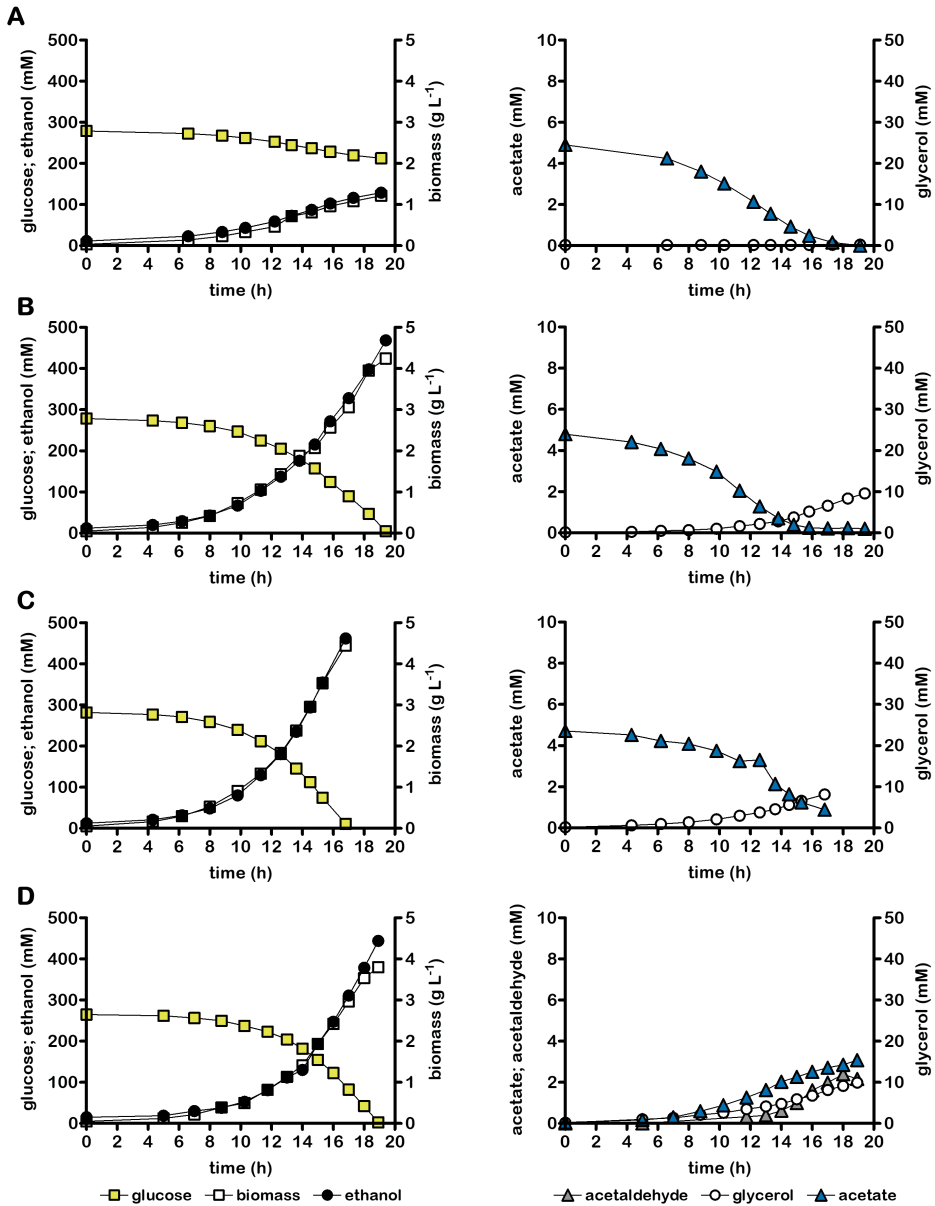 A
glucose; ethanol (mM)
500
400
300
200
100
0
0 2 4 6 8 10 12 14 16 18 20
time (h)
5
4
3
2
1
0
biomass (g L⁻¹)
acetate (mM)
10
8
6
4
2
0
0 2 4 6 8 10 12 14 16 18 20
time (h)
50
40
30
20
10
0
glycerol (mM)
B
glucose; ethanol (mM)
500
400
300
200
100
0
0 2 4 6 8 10 12 14 16 18 20
time (h)
5
4
3
2
1
0
biomass (g L⁻¹)
acetate (mM)
10
8
6
4
2
0
0 2 4 6 8 10 12 14 16 18 20
time (h)
50
40
30
20
10
0
glycerol (mM)
C
glucose; ethanol (mM)
500
400
300
200
100
0
0 2 4 6 8 10 12 14 16 18 20
time (h)
5
4
3
2
1
0
biomass (g L⁻¹)
acetate (mM)
10
8
6
4
2
0
0 2 4 6 8 10 12 14 16 18 20
time (h)
50
40
30
20
10
0
glycerol (mM)
D
glucose; ethanol (mM)
500
400
300
200
100
0
0 2 4 6 8 10 12 14 16 18 20
time (h)
5
4
3
2
1
0
biomass (g L⁻¹)
acetate; acetaldehyde (mM)
10
8
6
4
2
0
0 2 4 6 8 10 12 14 16 18 20
time (h)
50
40
30
20
10
0
glycerol (mM)
glucose biomass ethanol
acetaldehyde glycerol acetate